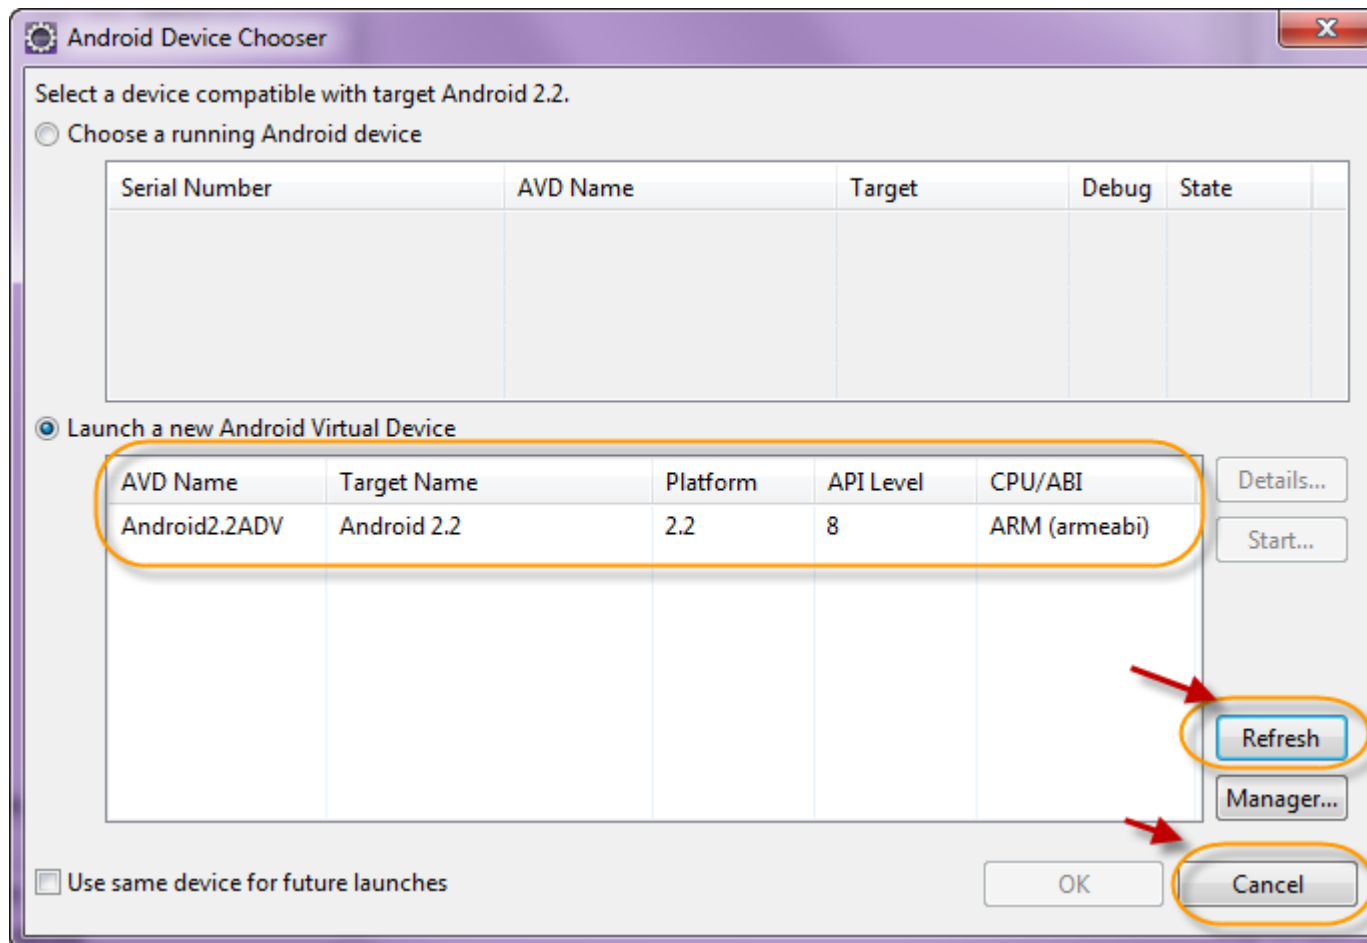 Android Device Chooser
Select a device compatible with target Android 2.2.
Choose a running Android device
Serial Number AVD Name Target Debug State
Launch a new Android Virtual Device
AVD Name Target Name Platform API Level CPU/ABI
Android2.2ADV Android 2.2 2.2 8 ARM (armeabi)
Details...
Start...
Refresh
Manager...
Use same device for future launches
OK Cancel